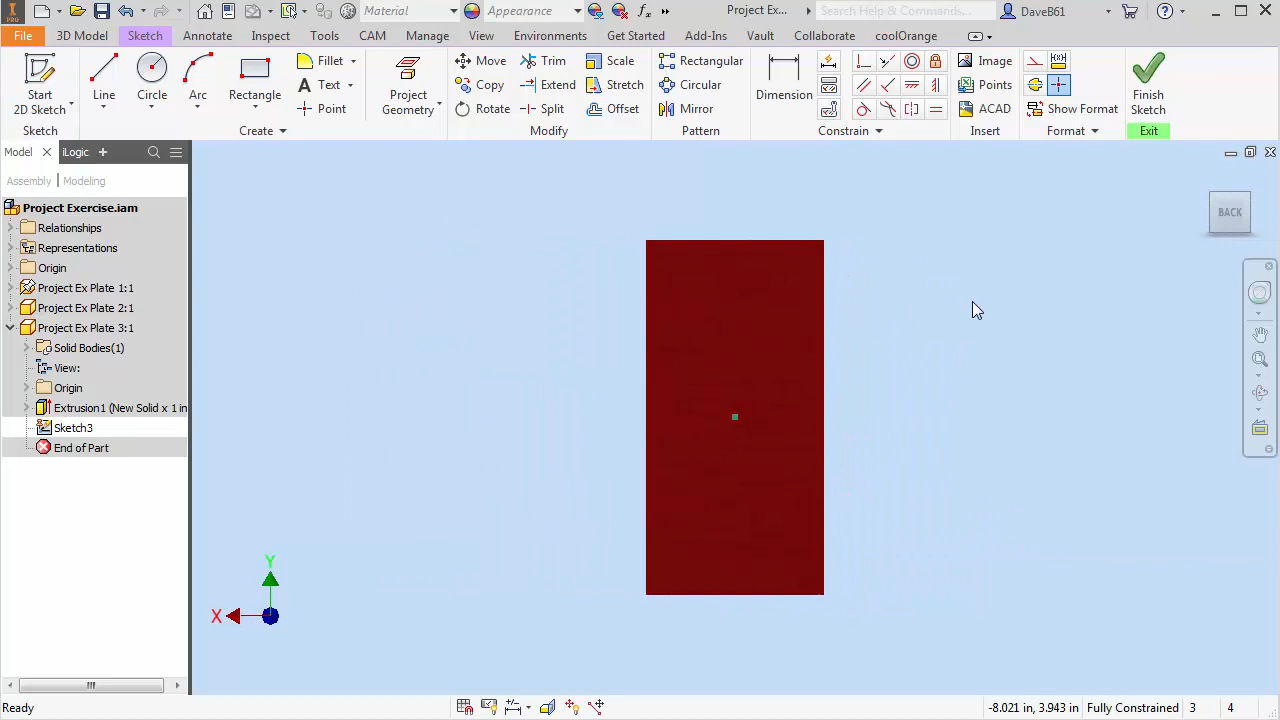 PRO
Material
Appearance
fx
Project Ex...
Search Help & Commands...
DaveB61
File
3D Model
Sketch
Annotate
Inspect
Tools
CAM
Manage
View
Environments
Get Started
Add-Ins
Vault
Collaborate
coolOrange
Start
2D Sketch
Line
Circle
Arc
Rectangle
Fillet
Text
Point
Project
Geometry
Move
Copy
Rotate
Trim
Extend
Split
Scale
Stretch
Offset
Rectangular
Circular
Mirror
Dimension
Image
Points
ACAD
Show Format
Finish
Sketch
Sketch
Create
Modify
Pattern
Constrain
Insert
Format
Exit
Model
iLogic
Assembly
Modeling
Project Exercise.iam
Relationships
Representations
Origin
Project Ex Plate 1:1
Project Ex Plate 2:1
Project Ex Plate 3:1
Solid Bodies(1)
View:
Origin
Extrusion1 (New Solid x 1 in
Sketch3
End of Part
BACK
Y
X
Ready
-8.021 in, 3.943 in
Fully Constrained
3
4